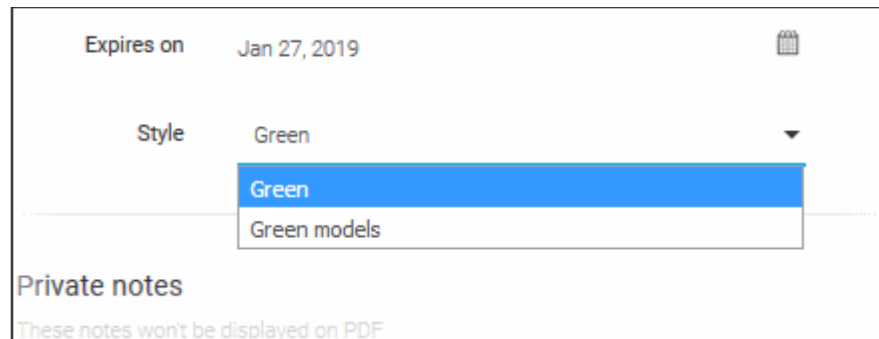 Expires on Jan 27, 2019
Style Green
Green
Green models
Private notes
These notes won't be displayed on PDF